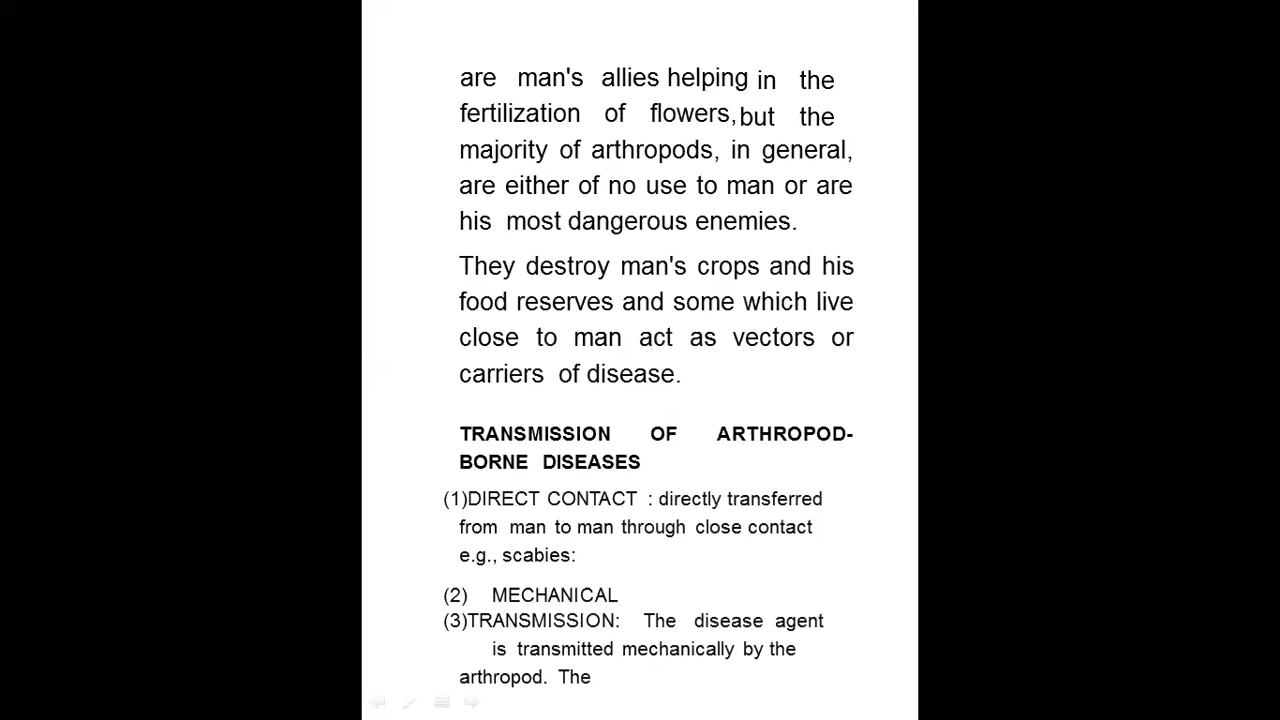 are man's allies helping in the
fertilization of flowers, but the
majority of arthropods, in general,
are either of no use to man or are
his most dangerous enemies.
They destroy man's crops and his
food reserves and some which live
close to man act as vectors or
carriers of disease.
TRANSMISSION OF ARTHROPOD-
BORNE DISEASES
(1)DIRECT CONTACT : directly transferred
from man to man through close contact
e.g., scabies:
(2) MECHANICAL
(3)TRANSMISSION: The disease agent
is transmitted mechanically by the
arthropod. The